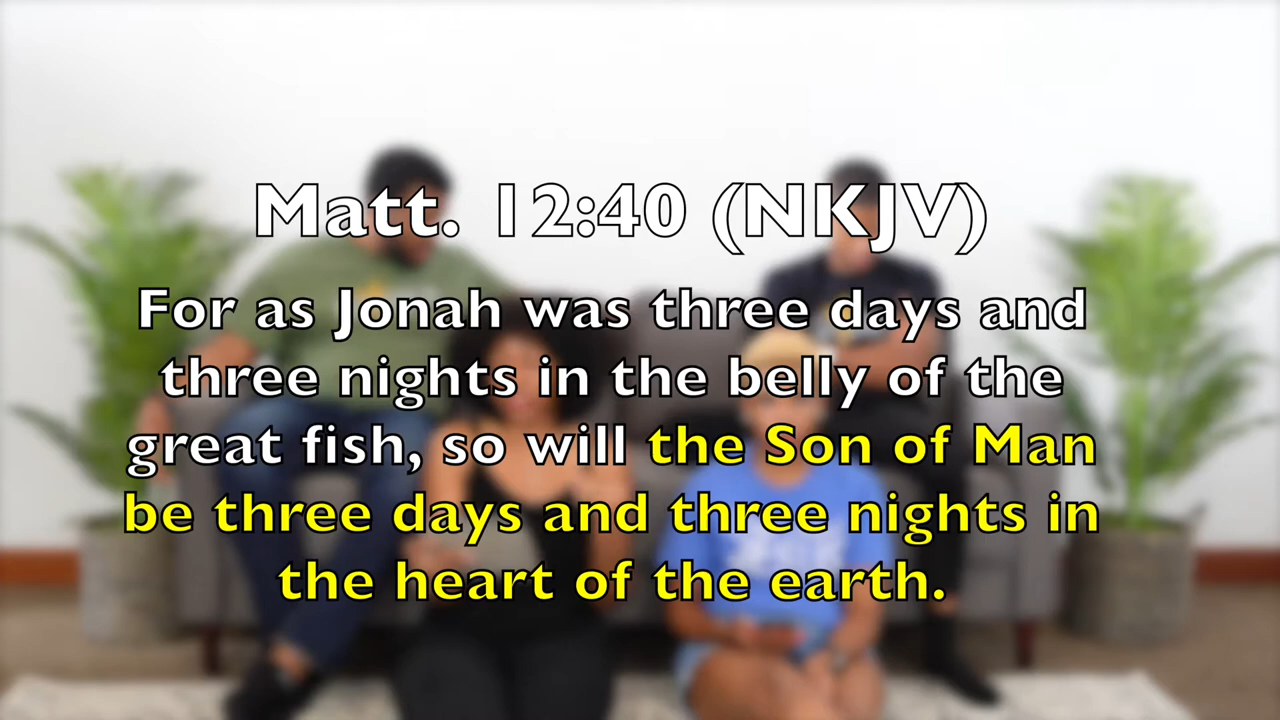 Matt. 12:40 (NKJV)
For as Jonah was three days and
three nights in the belly of the
great fish, so will the Son of Man
be three days and three nights in
the heart of the earth.